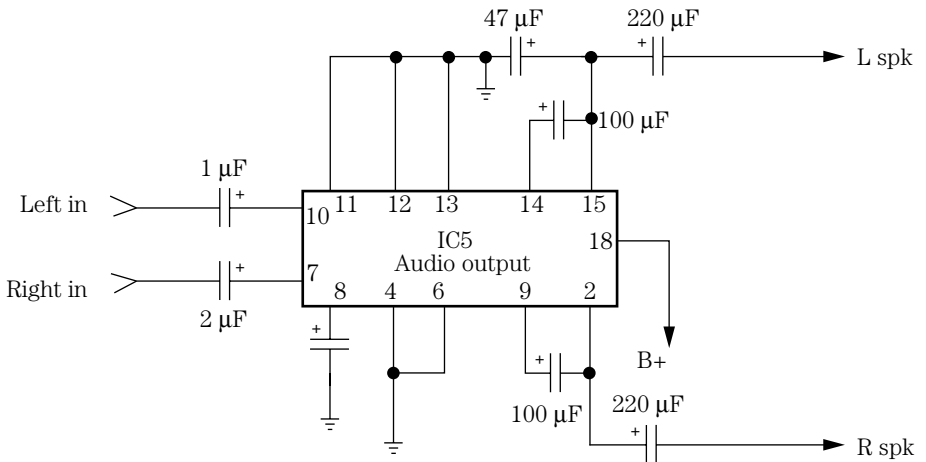 47 µF
220 µF
+
+
L spk
+
100 µF
1 µF
+
Left in
11
12
13
14
15
10
IC5
18
Audio output
7
+
Right in
8
4
6
9
2
2 µF
+
+
B+
100 µF
220 µF
+
R spk